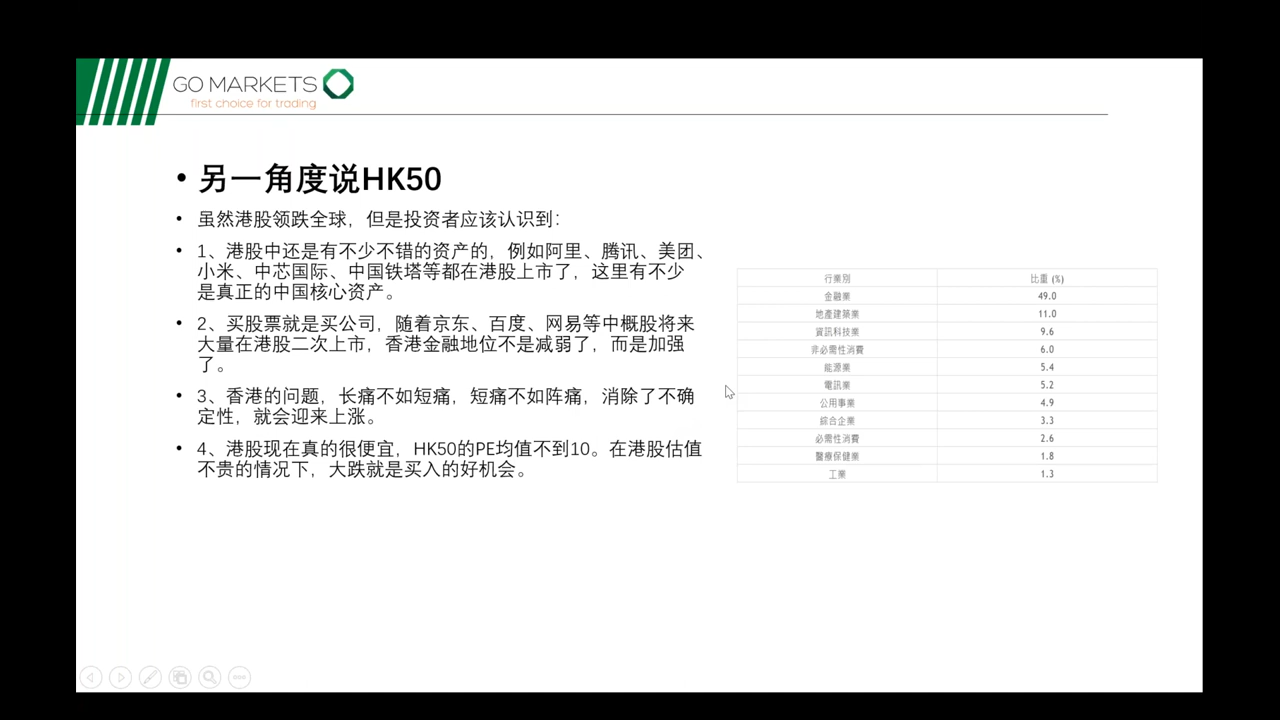 GO MARKETS
first choice for trading
• 另一角度说HK50
• 虽然港股领跌全球，但是投资者应该认识到：
• 1、港股中还是有不少不错的资产的，例如阿里、腾讯、美团、
小米、中芯国际、中国铁塔等都在港股上市了，这里有不少
是真正的中国核心资产。
• 2、买股票就是买公司，随着京东、百度、网易等中概股将来
大量在港股二次上市，香港金融地位不是减弱了，而是加强
了。
• 3、香港的问题，长痛不如短痛，短痛不如阵痛，消除了不确
定性，就会迎来上涨。
• 4、港股现在真的很便宜，HK50的PE均值不到10。在港股估值
不贵的情况下，大跌就是买入的好机会。
行業別 比重 (%)
金融業 49.0
地產建築業 11.0
資訊科技業 9.6
非必需性消費 6.0
能源業 5.4
電訊業 5.2
公用事業 4.9
綜合企業 3.3
必需性消費 2.6
醫療保健業 1.8
工業 1.3